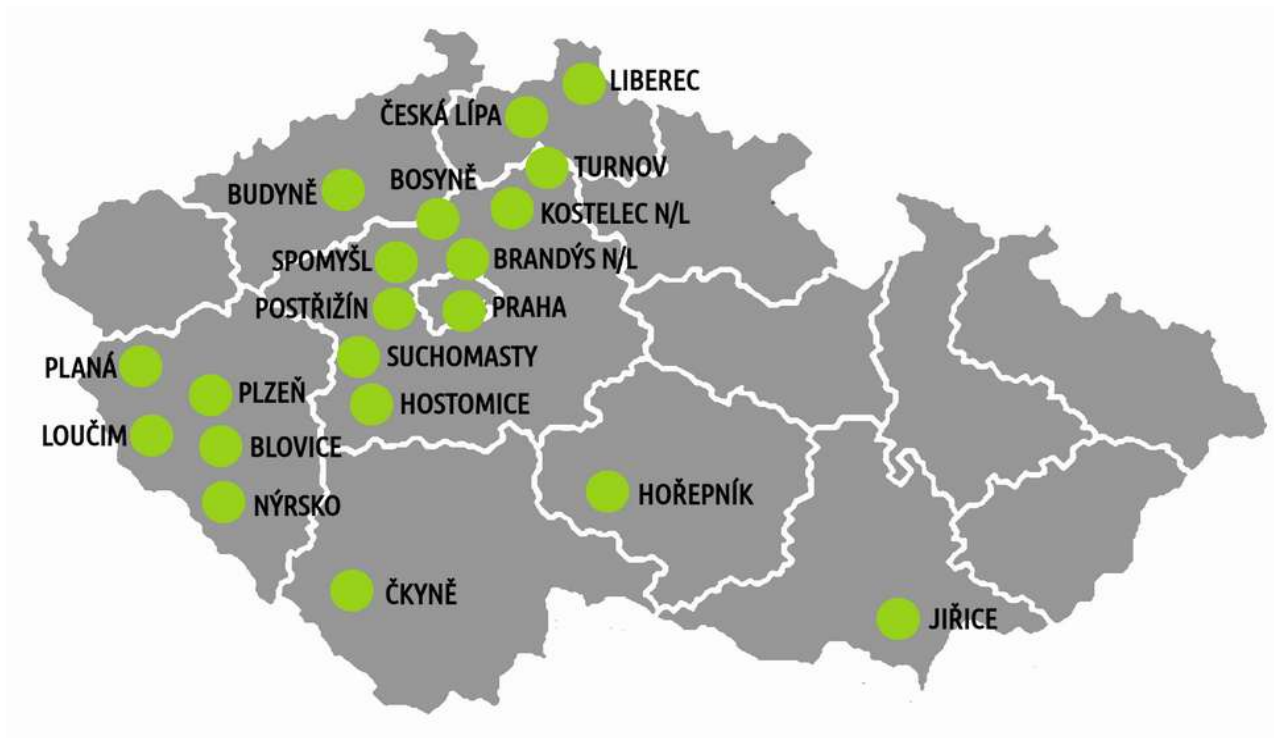 LIBEREC
ČESKÁ LÍPA
TURNOV
BOSYNĚ
BUDYNĚ
KOSTELEC N/L
SPOMYŠL
BRANDÝS N/L
POSTŘIŽÍN
PRAHA
SUCHOMASTY
PLANÁ
PLZEŇ
HOSTOMICE
LOUČIM
BLOVICE
HOŘEPNÍK
NÝRSKO
ČKYNĚ
JIŘICE